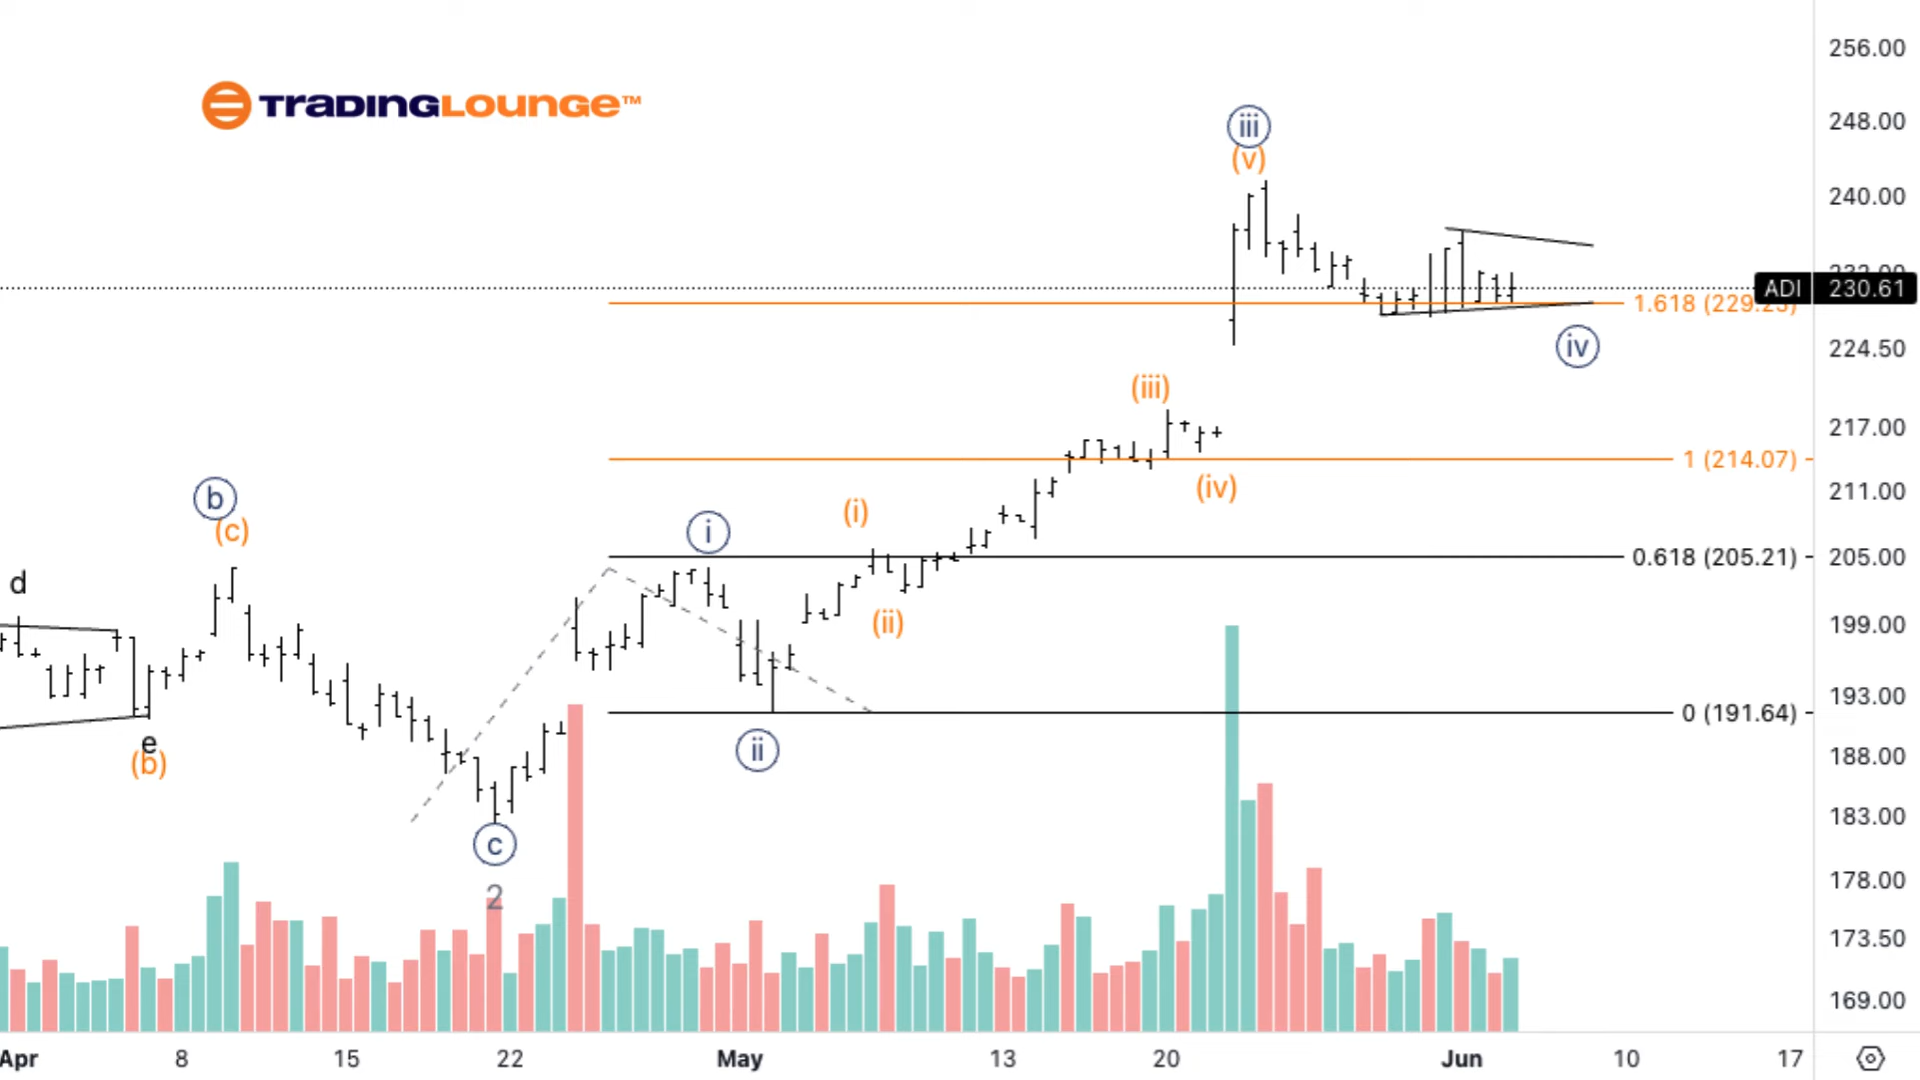 TRADINGLOUNGE™
256.00
248.00
240.00
ADI 230.61
1.618 (229.23)
224.50
217.00
1 (214.07)
211.00
0.618 (205.21)
205.00
199.00
193.00
0 (191.64)
188.00
183.00
178.00
173.50
169.00
iii
(v)
iv
(iii)
(iv)
b
(c)
i
(i)
d
(ii)
e
(b)
ii
c
2
Apr 8 15 22 May 13 20 Jun 10 17